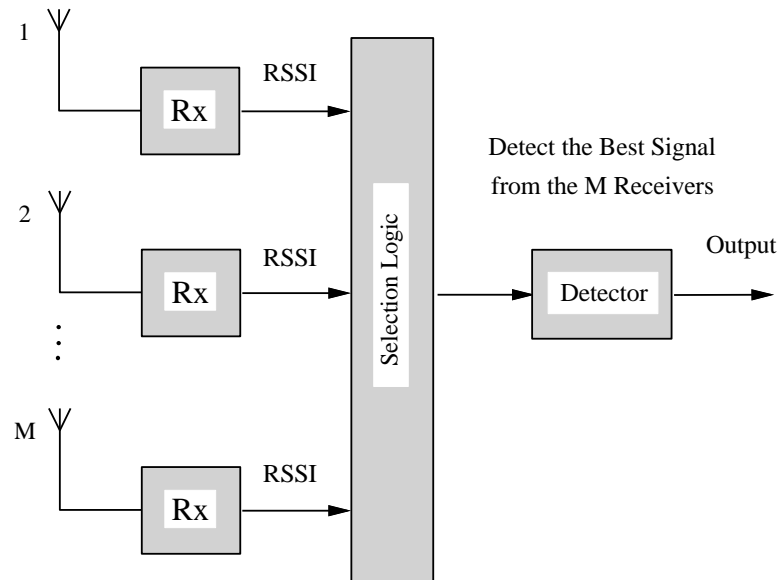 1
RSSI
Rx
Detect the Best Signal
from the M Receivers
2
RSSI
Rx
Selection Logic
Output
Detector
M
RSSI
Rx